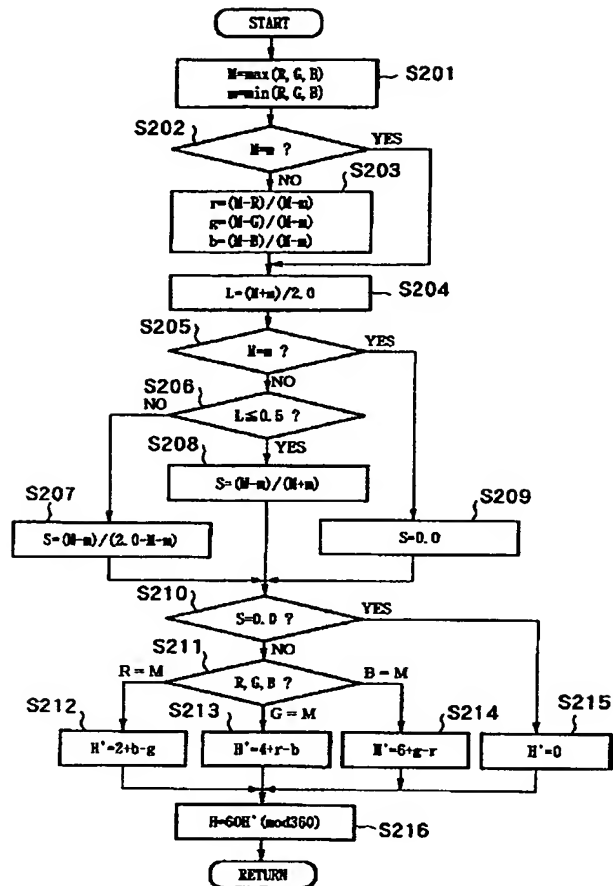 START
M=max(R,G,B)
m=min(R,G,B)
S201
S202
M=m ?
YES
NO
S203
r=(M-R)/(M-m)
g=(M-G)/(M-m)
b=(M-B)/(M-m)
L=(M+m)/2.0
S204
S205
M=m ?
YES
NO
S206
L≦0.5 ?
NO
YES
S208
S=(M-m)/(M+m)
S207
S=(M-m)/(2.0-M-m)
S209
S=0.0
S210
S=0.0 ?
YES
NO
S211
R,G,B ?
R=M
B=M
G=M
S212
H'=2+b-g
S213
H'=4+r-b
S214
H'=6+g-r
S215
H'=0
H=60H'(mod360)
S216
RETURN